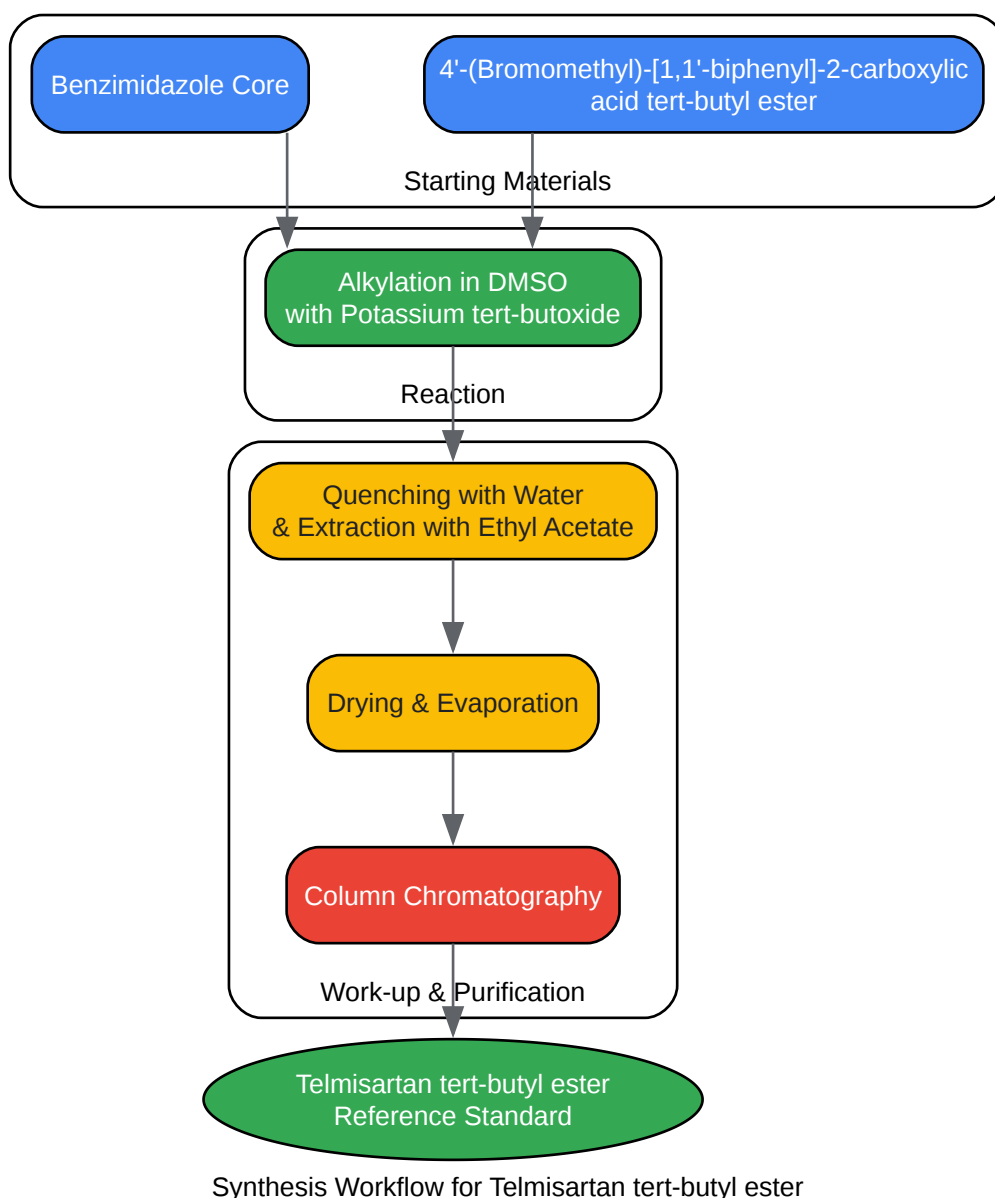 Benzimidazole Core
4'-(Bromomethyl)-[1,1'-biphenyl]-2-carboxylic
acid tert-butyl ester
Starting Materials
Alkylation in DMSO
with Potassium tert-butoxide
Reaction
Quenching with Water
& Extraction with Ethyl Acetate
Drying & Evaporation
Column Chromatography
Work-up & Purification
Telmisartan tert-butyl ester
Reference Standard
Synthesis Workflow for Telmisartan tert-butyl ester